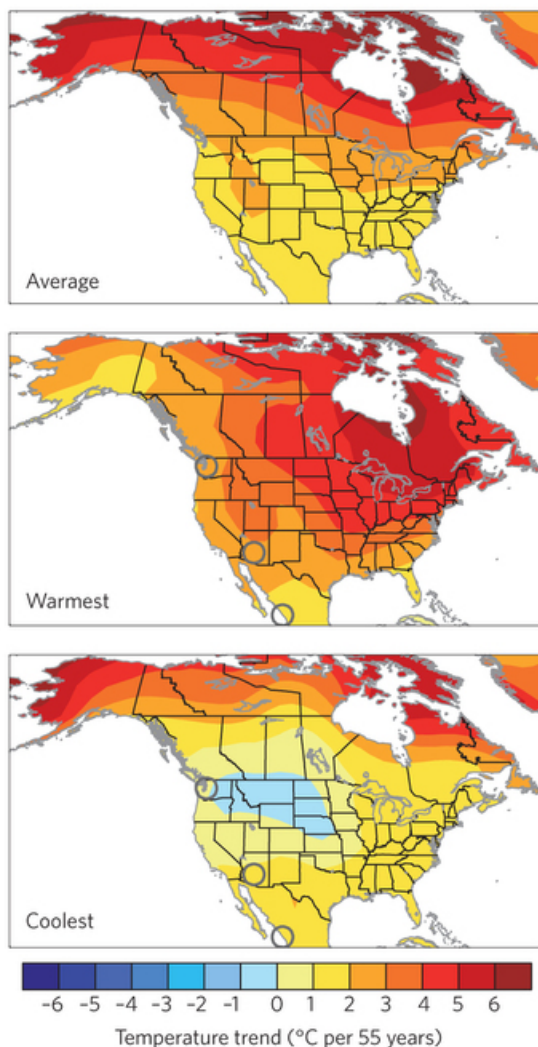 Average
Warmest
Coolest
−6 −5 −4 −3 −2 −1 0 1 2 3 4 5 6
Temperature trend (°C per 55 years)